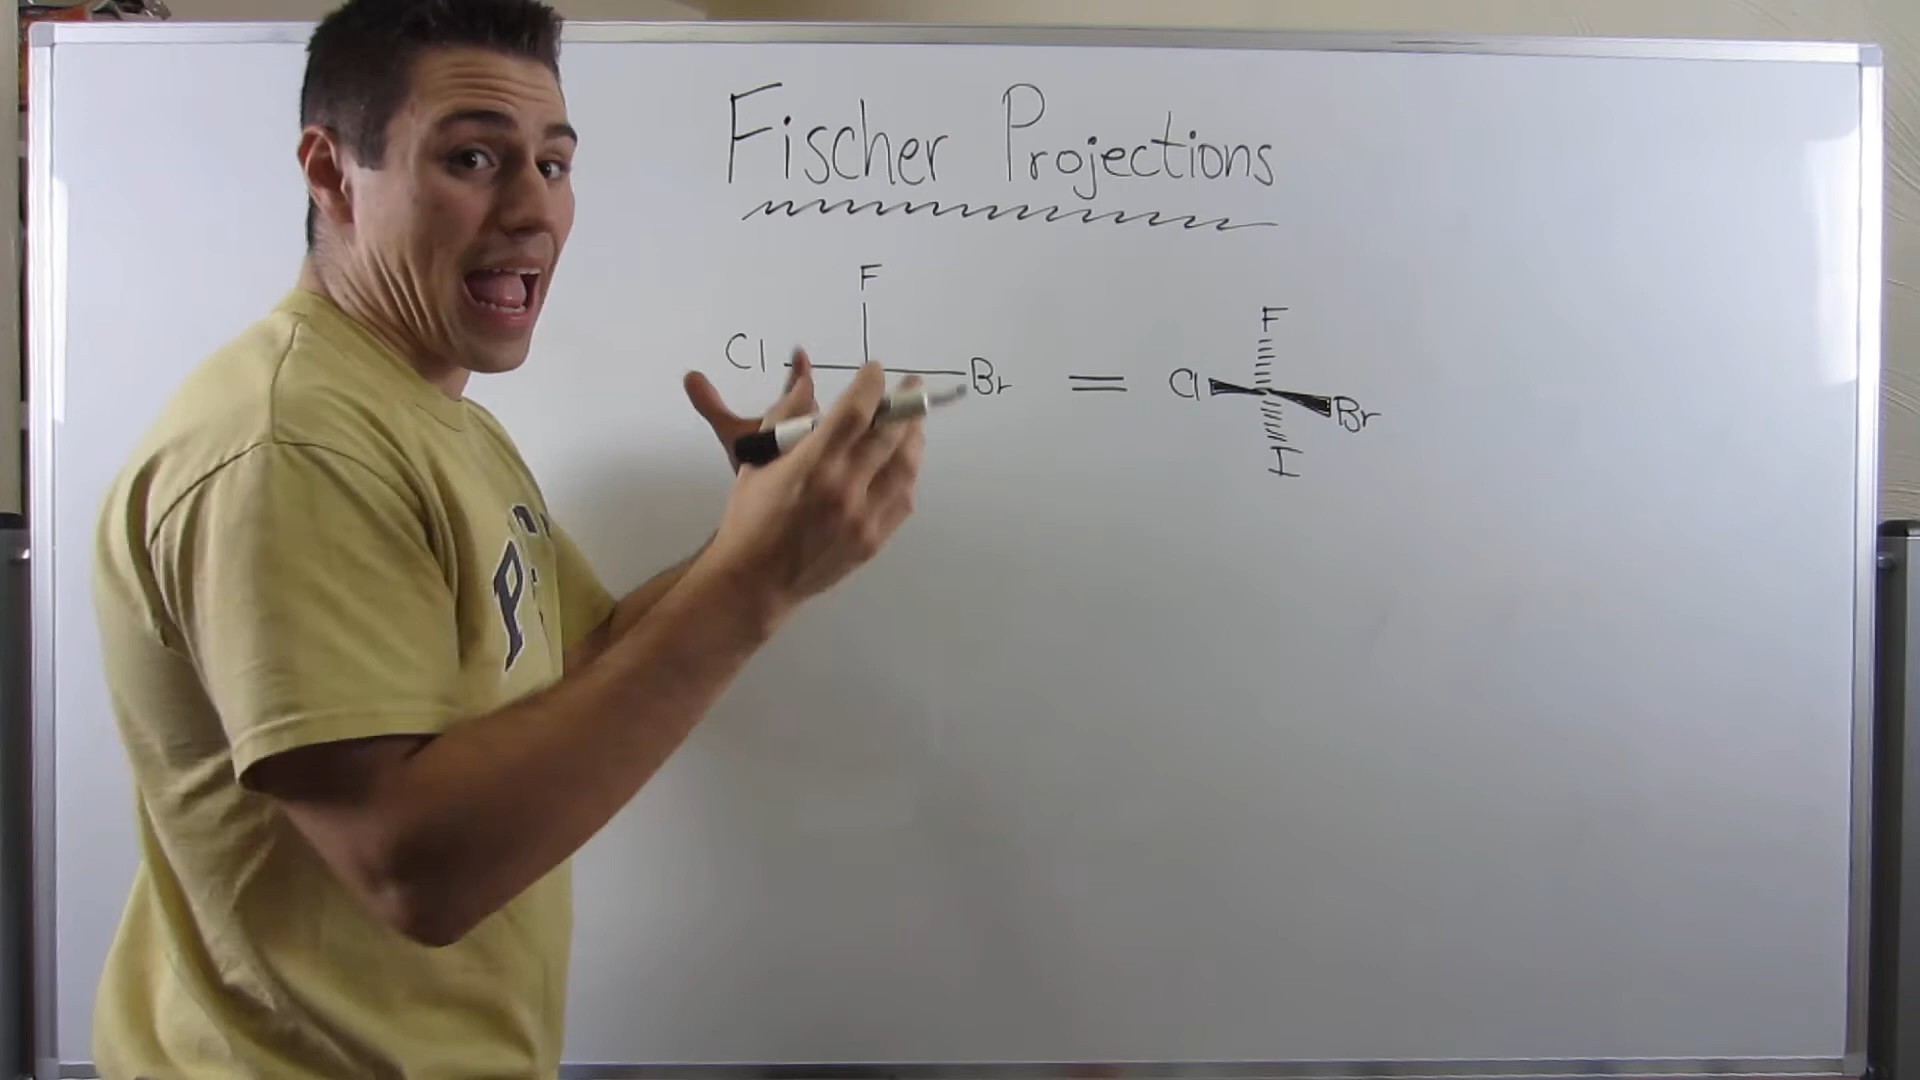 Fischer Projections
F
Cl Br = Cl F Br
I